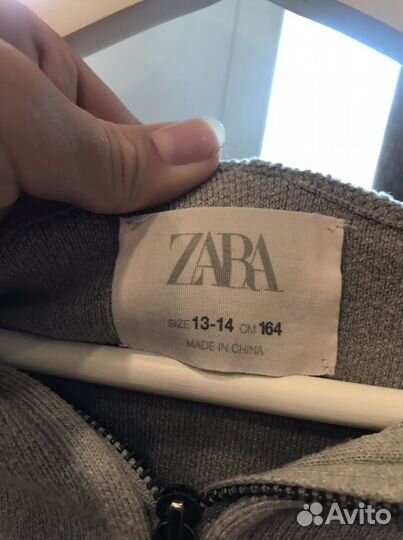 ZARA
SIZE 13-14 CM 164
MADE IN CHINA
Avito